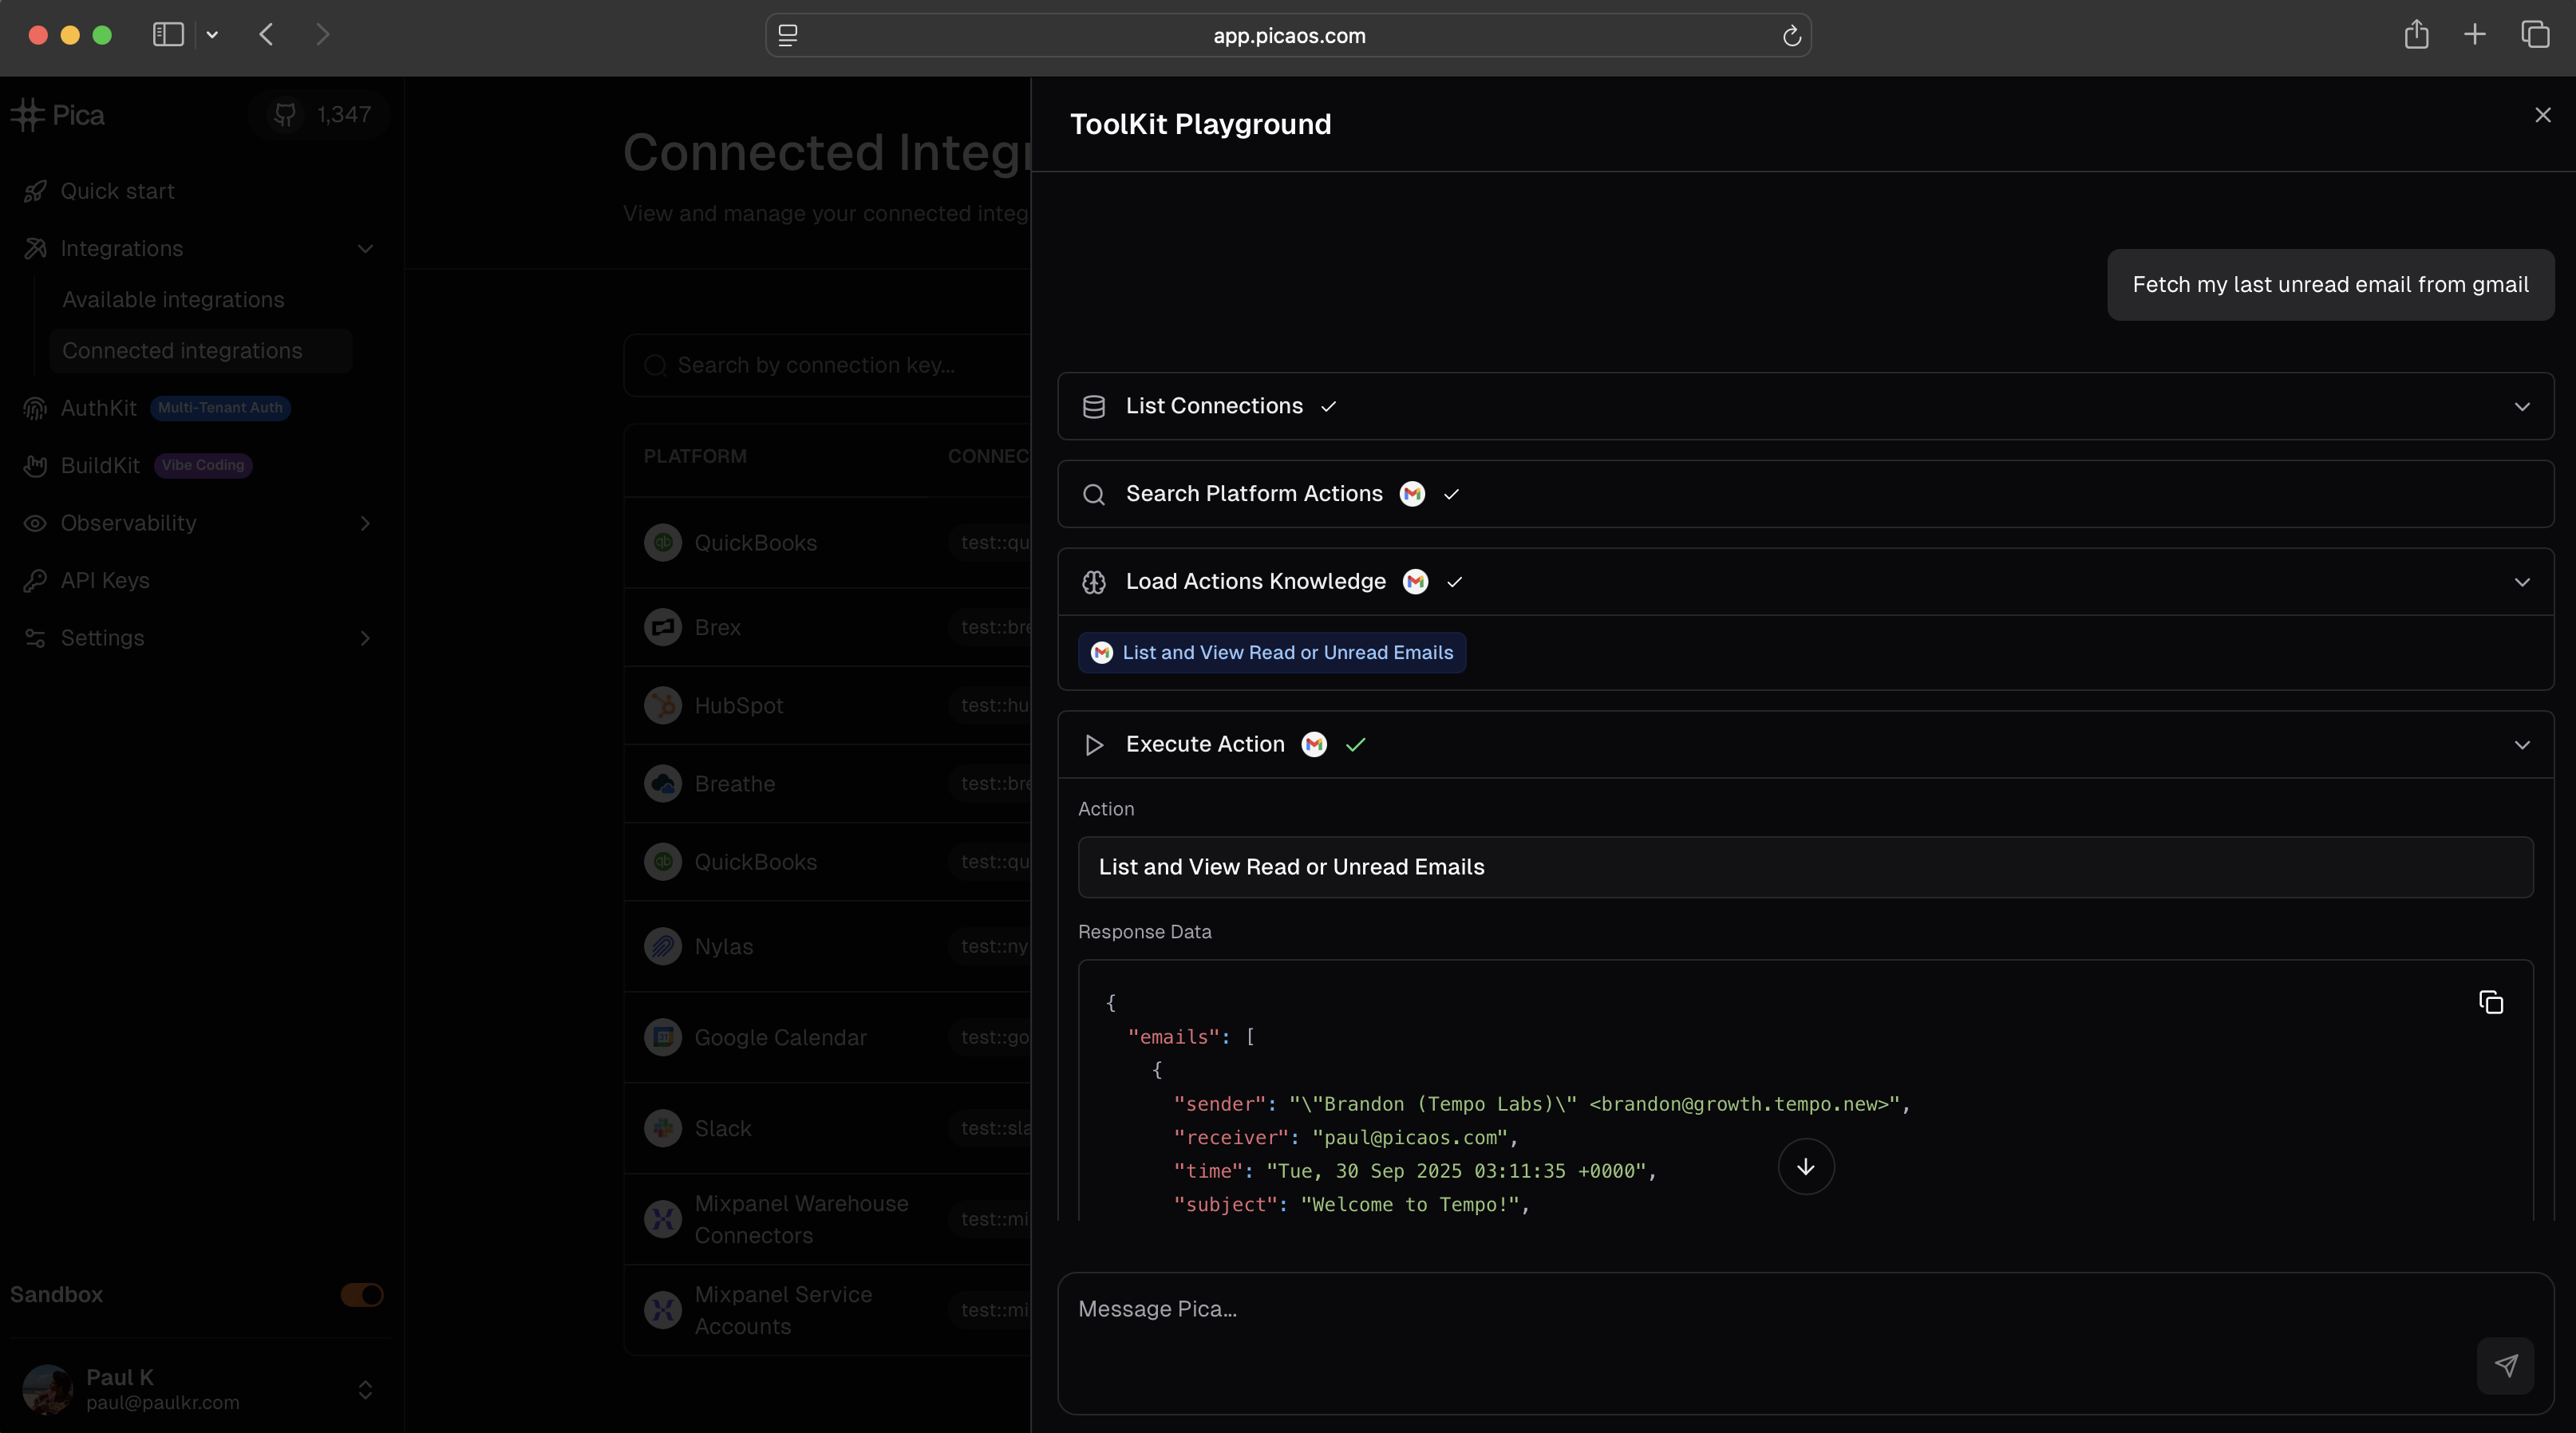 app.picaos.com
Pica
1,347
Quick start
Integrations
Available integrations
Connected integrations
AuthKit Multi-Tenant Auth
BuildKit Vibe Coding
Observability
API Keys
Settings
Sandbox
Paul K
paul@paulkr.com
Connected Integr
View and manage your connected integ
Search by connection key...
PLATFORM CONNEC
QuickBooks test::qu
Brex test::bre
HubSpot test::hu
Breathe test::bre
QuickBooks test::qu
Nylas test::ny
Google Calendar test::go
Slack test::sla
Mixpanel Warehouse
Connectors test::mi
Mixpanel Service
Accounts test::mi
ToolKit Playground
Fetch my last unread email from gmail
List Connections
Search Platform Actions
Load Actions Knowledge
List and View Read or Unread Emails
Execute Action
Action
List and View Read or Unread Emails
Response Data
{
"emails": [
{
"sender": "\"Brandon (Tempo Labs)\" <brandon@growth.tempo.new>",
"receiver": "paul@picaos.com",
"time": "Tue, 30 Sep 2025 03:11:35 +0000",
"subject": "Welcome to Tempo!",
Message Pica...